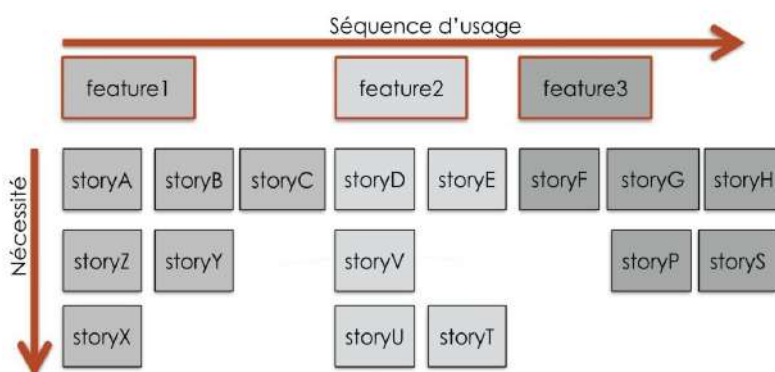 Séquence d'usage
feature1 feature2 feature3
Nécessité
storyA storyB storyC storyD storyE storyF storyG storyH
storyZ storyY storyV storyP storyS
storyX storyU storyT